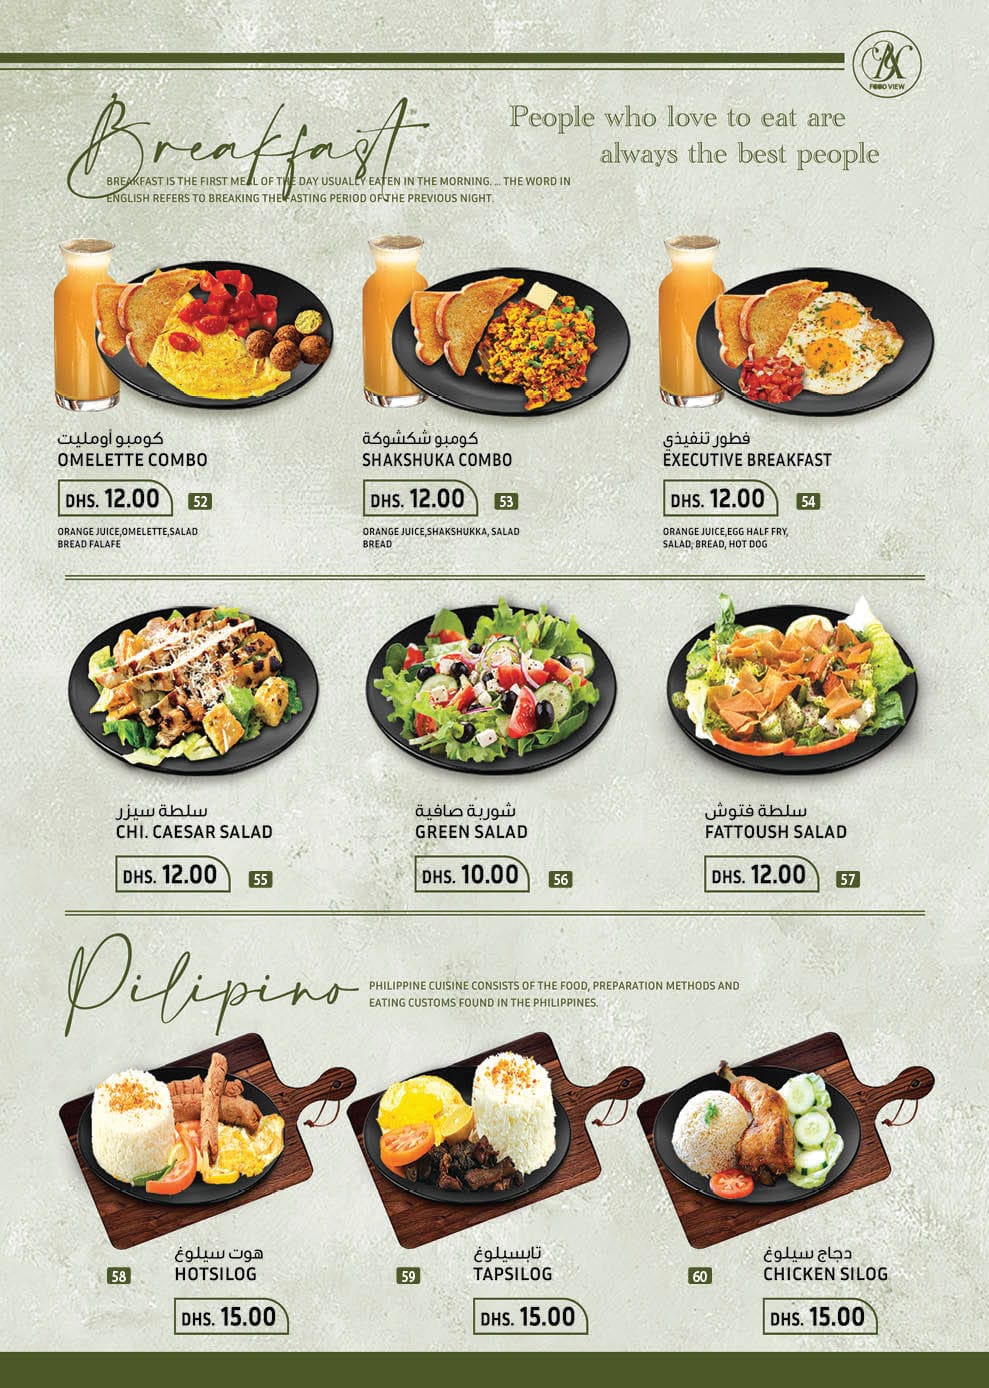 AX
FOOD VIEW
Breakfast
People who love to eat are
always the best people
BREAKFAST IS THE FIRST MEAL OF THE DAY USUALLY EATEN IN THE MORNING. ... THE WORD IN
ENGLISH REFERS TO BREAKING THE FASTING PERIOD OF THE PREVIOUS NIGHT.
كومبو أومليت
OMELETTE COMBO
DHS. 12.00 52
ORANGE JUICE,OMELETTE,SALAD
BREAD FALAFE
كومبو شكشوكة
SHAKSHUKA COMBO
DHS. 12.00 53
ORANGE JUICE,SHAKSHUKKA, SALAD
BREAD
فطور تنفيذي
EXECUTIVE BREAKFAST
DHS. 12.00 54
ORANGE JUICE,EGG HALF FRY,
SALAD, BREAD, HOT DOG
سلطة سيزر
CHI. CAESAR SALAD
DHS. 12.00 55
شوربة صافية
GREEN SALAD
DHS. 10.00 56
سلطة فتوش
FATTOUSH SALAD
DHS. 12.00 57
Pilipino
PHILIPPINE CUISINE CONSISTS OF THE FOOD, PREPARATION METHODS AND
EATING CUSTOMS FOUND IN THE PHILIPPINES.
هوت سيلوغ
58 HOTSILOG
DHS. 15.00
تابسيلوغ
59 TAPSILOG
DHS. 15.00
دجاج سيلوغ
60 CHICKEN SILOG
DHS. 15.00